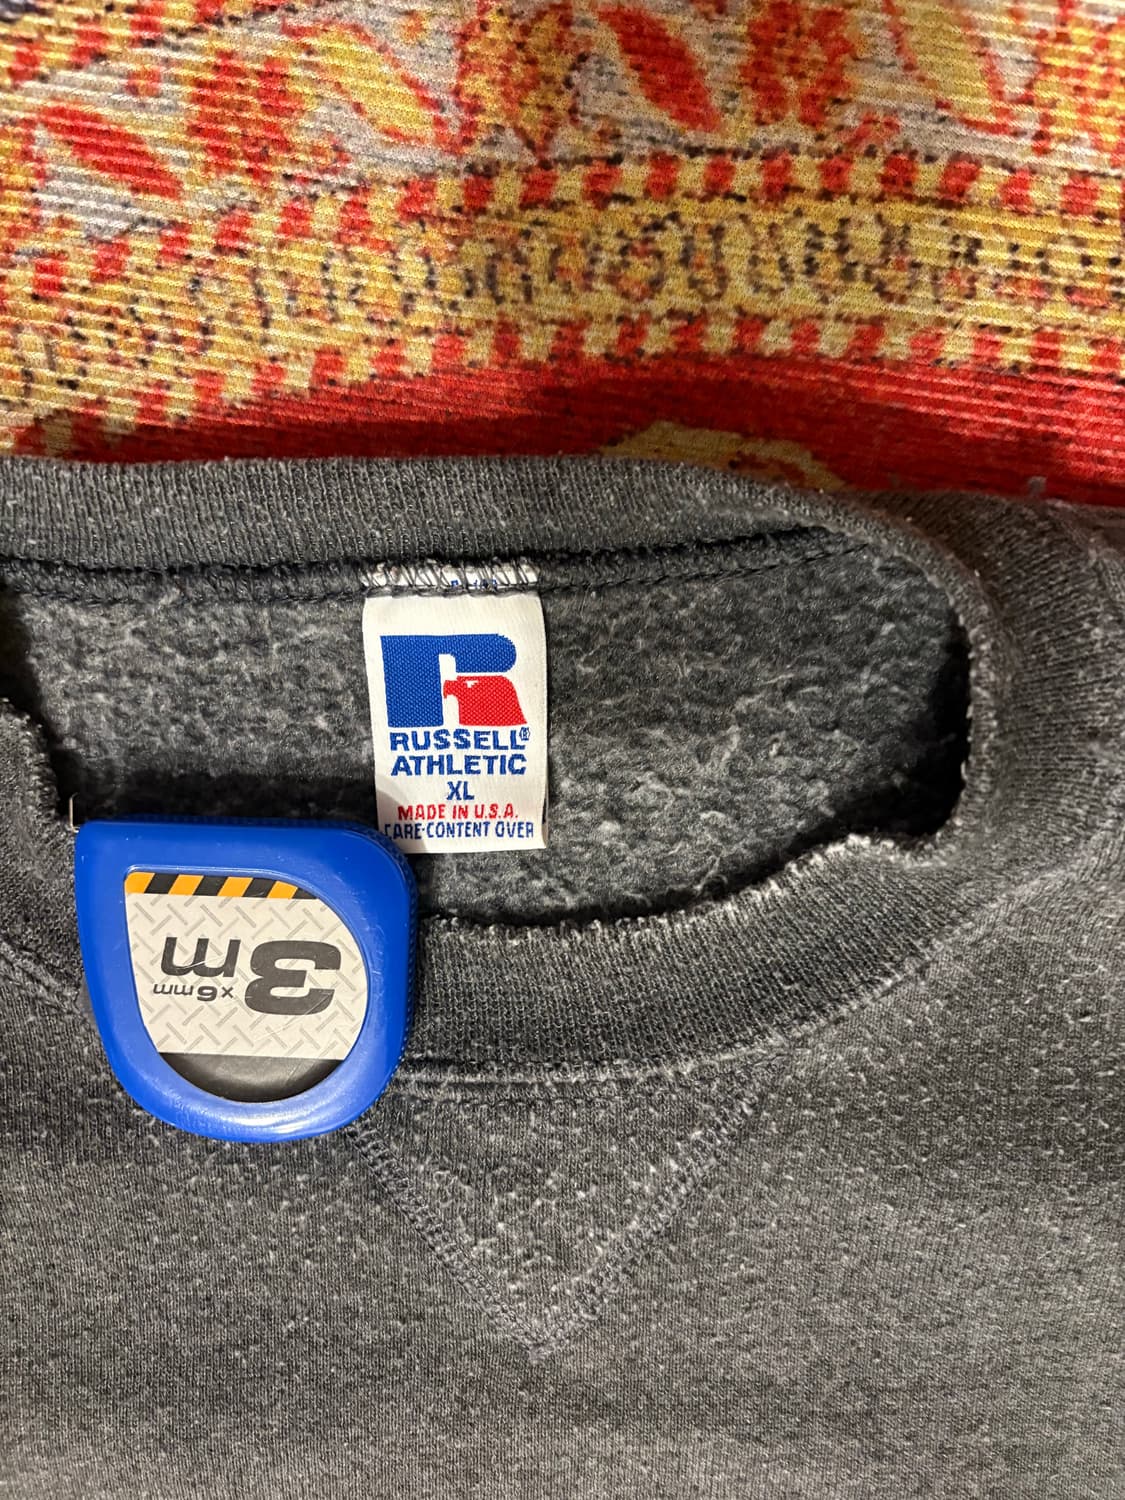 RUSSELL®
ATHLETIC
XL
MADE IN U.S.A.
CARE-CONTENT OVER
3m
x6mm